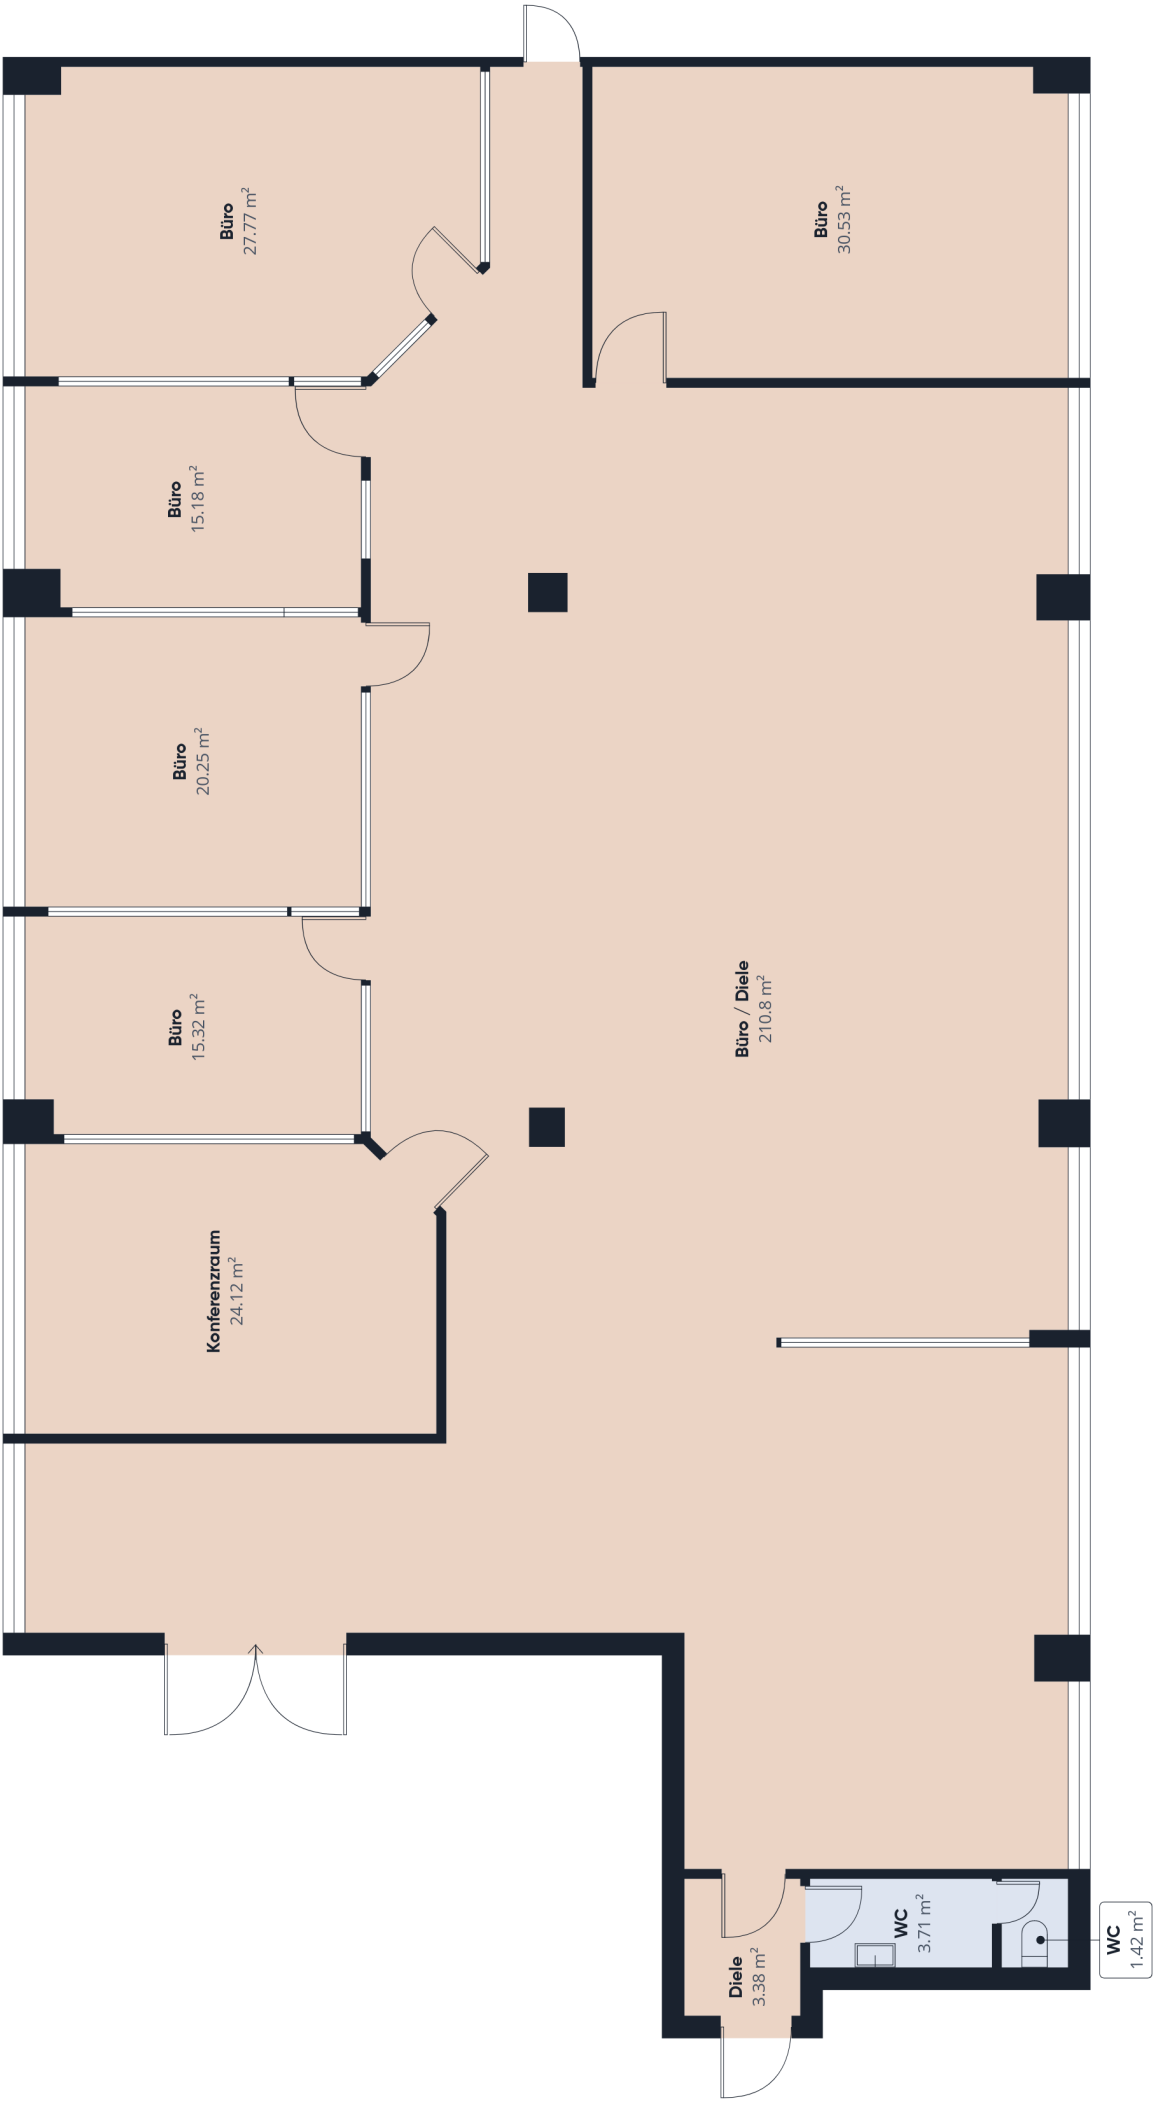 Büro
27.77 m²
Büro
30.53 m²
Büro
15.18 m²
Büro
20.25 m²
Büro / Diele
210.8 m²
Büro
15.32 m²
Konferenzraum
24.12 m²
WC
3.71 m²
WC
1.42 m²
Diele
3.38 m²